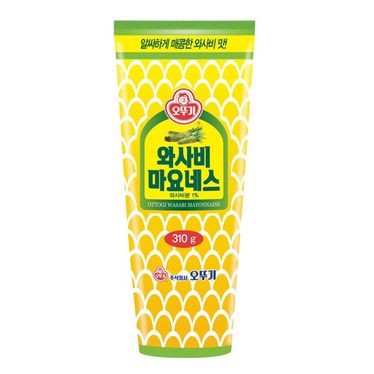 알싸하게 매콤한 와사비 맛!
오뚜기
와사비
마요네스
와사비분 1%
OTTOGI WASABI MAYONNAISE
310 g
주식회사 오뚜기